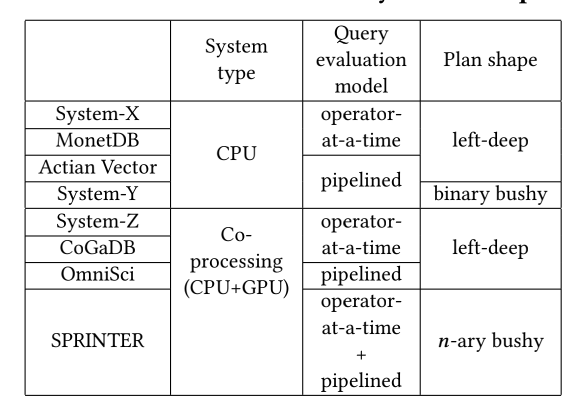 System
type
Query
evaluation
model
Plan shape
System-X
MonetDB
Actian Vector
System-Y
System-Z
CoGaDB
OmniSci
SPRINTER
CPU
Co-
processing
(CPU+GPU)
operator-
at-a-time
pipelined
operator-
at-a-time
pipelined
operator-
at-a-time
+
pipelined
left-deep
binary bushy
left-deep
n-ary bushy